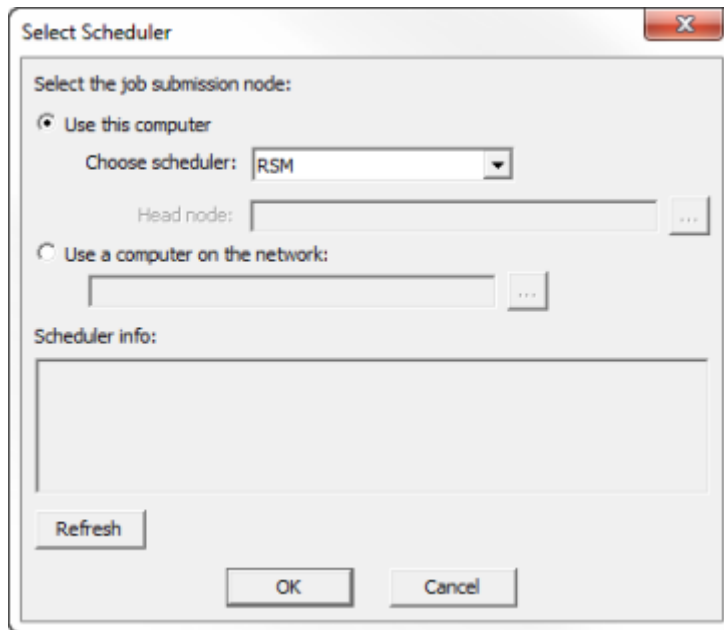 Select Scheduler
X
Select the job submission node:
Use this computer
Choose scheduler: RSM
Head node: ...
Use a computer on the network:
...
Scheduler info:
Refresh
OK Cancel